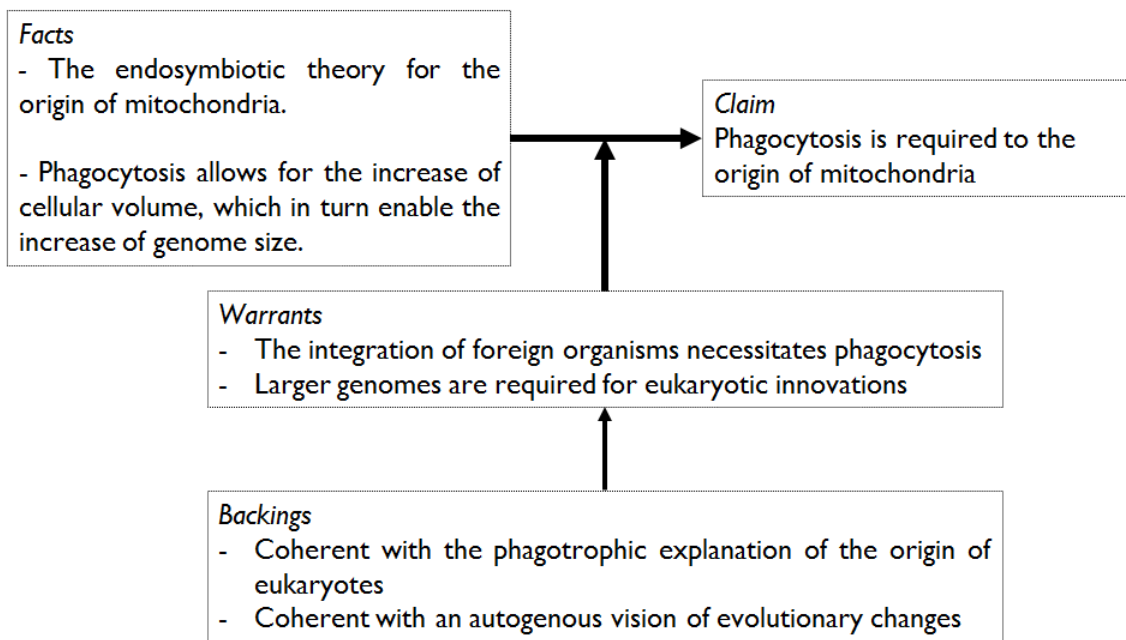 Facts
- The endosymbiotic theory for the
origin of mitochondria.
- Phagocytosis allows for the increase of
cellular volume, which in turn enable the
increase of genome size.
Claim
Phagocytosis is required to the
origin of mitochondria
Warrants
- The integration of foreign organisms necessitates phagocytosis
- Larger genomes are required for eukaryotic innovations
Backings
- Coherent with the phagotrophic explanation of the origin of
eukaryotes
- Coherent with an autogenous vision of evolutionary changes